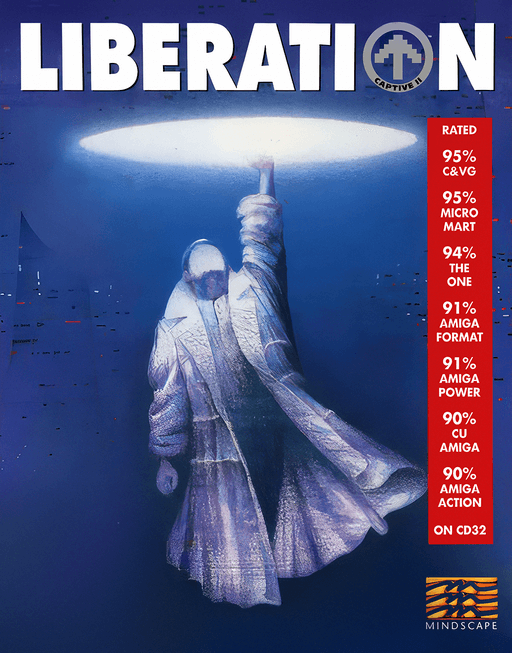 LIBERATION
CAPTIVE II
RATED
95%
C&VG
95%
MICRO
MART
94%
THE
ONE
91%
AMIGA
FORMAT
91%
AMIGA
POWER
90%
CU
AMIGA
90%
AMIGA
ACTION
ON CD32
MINDSCAPE